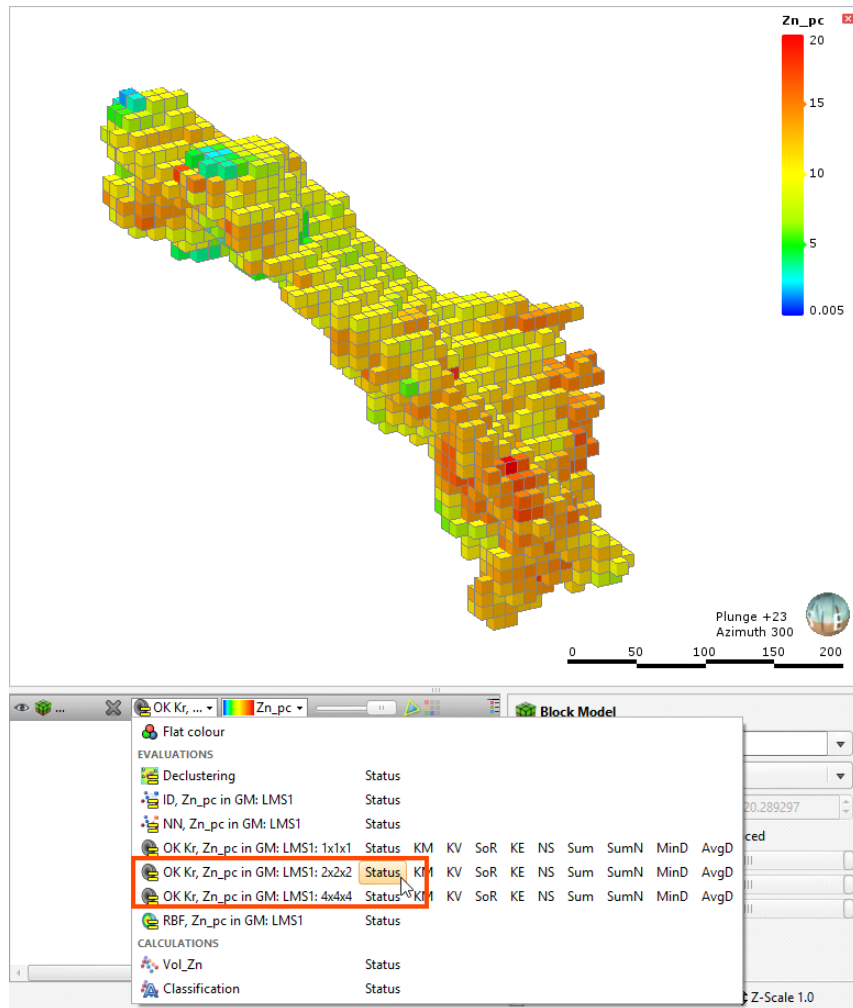 Zn_pc
20
15
10
5
0.005
Plunge +23
Azimuth 300
0 50 100 150 200
... OK Kr, ... Zn_pc
Block Model
Flat colour
EVALUATIONS
Declustering Status
ID, Zn_pc in GM: LMS1 Status
20.289297
NN, Zn_pc in GM: LMS1 Status
ced
OK Kr, Zn_pc in GM: LMS1: 1x1x1 Status KM KV SoR KE NS Sum SumN MinD AvgD
OK Kr, Zn_pc in GM: LMS1: 2x2x2 Status KM KV SoR KE NS Sum SumN MinD AvgD
OK Kr, Zn_pc in GM: LMS1: 4x4x4 Status KM KV SoR KE NS Sum SumN MinD AvgD
RBF, Zn_pc in GM: LMS1 Status
CALCULATIONS
Vol_Zn Status
Classification Status
Z-Scale 1.0